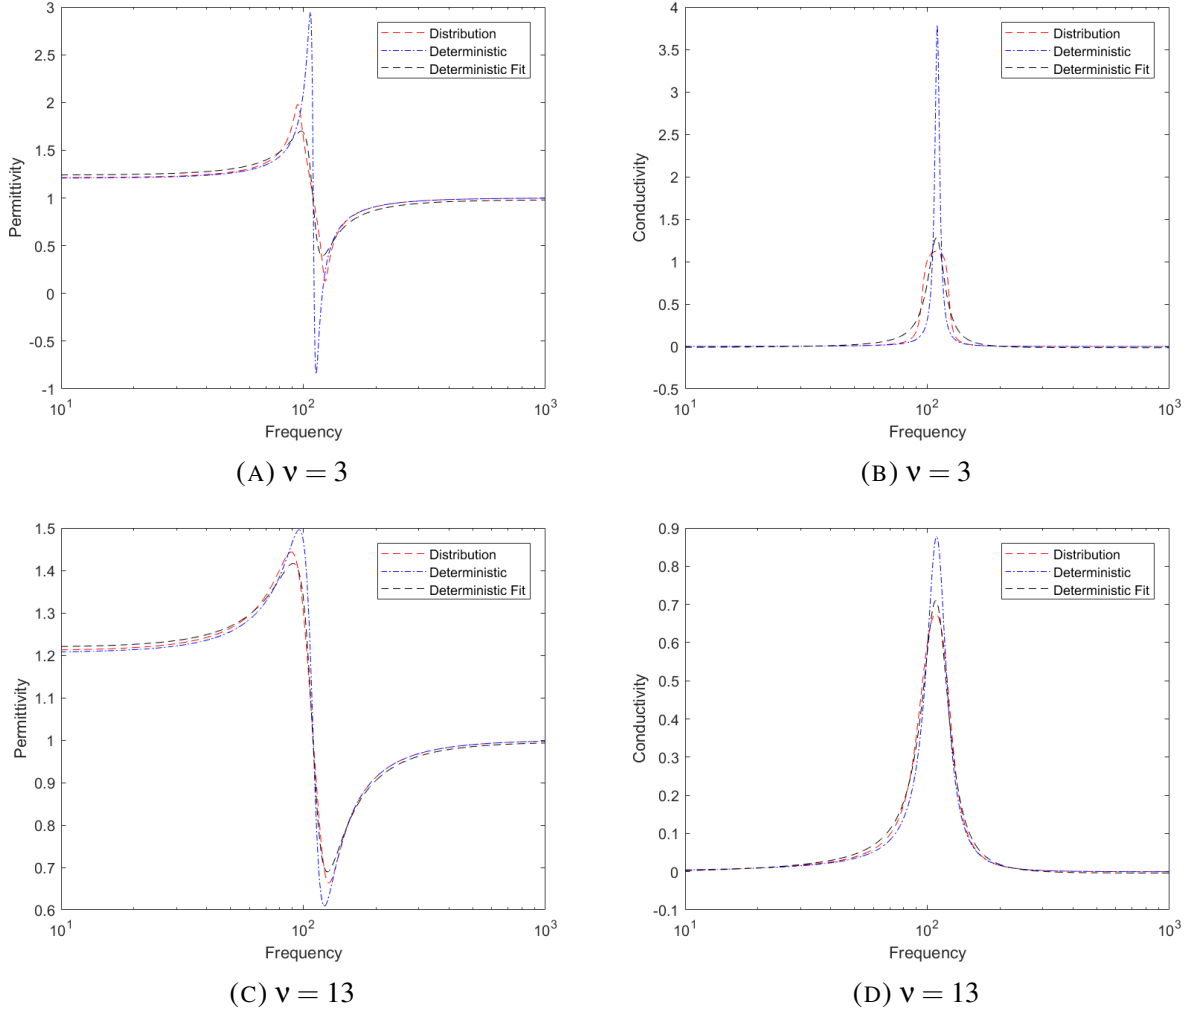 3
2.5
2
1.5
1
0.5
0
-0.5
-1
Permittivity
10^1
10^2
10^3
Frequency
Distribution
Deterministic
Deterministic Fit
(A) ν = 3
4
3.5
3
2.5
2
1.5
1
0.5
0
-0.5
Conductivity
10^1
10^2
10^3
Frequency
Distribution
Deterministic
Deterministic Fit
(B) ν = 3
1.5
1.4
1.3
1.2
1.1
1
0.9
0.8
0.7
0.6
Permittivity
10^1
10^2
10^3
Frequency
Distribution
Deterministic
Deterministic Fit
(C) ν = 13
0.9
0.8
0.7
0.6
0.5
0.4
0.3
0.2
0.1
0
-0.1
Conductivity
10^1
10^2
10^3
Frequency
Distribution
Deterministic
Deterministic Fit
(D) ν = 13